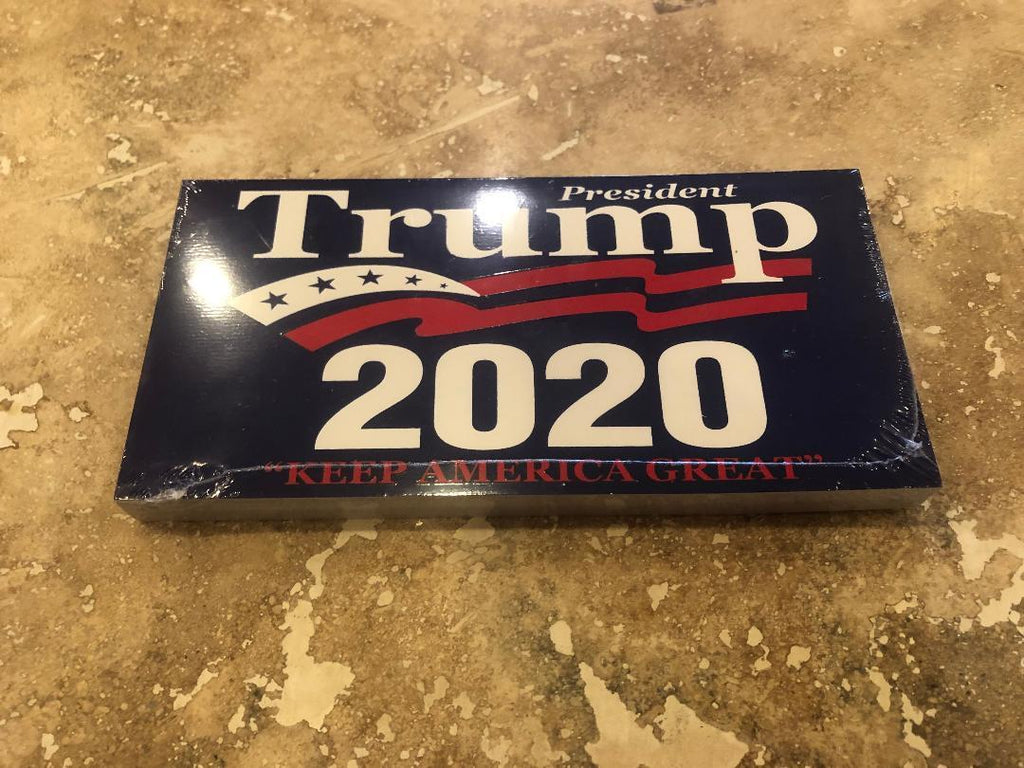 President
Trump
2020
“KEEP AMERICA GREAT”